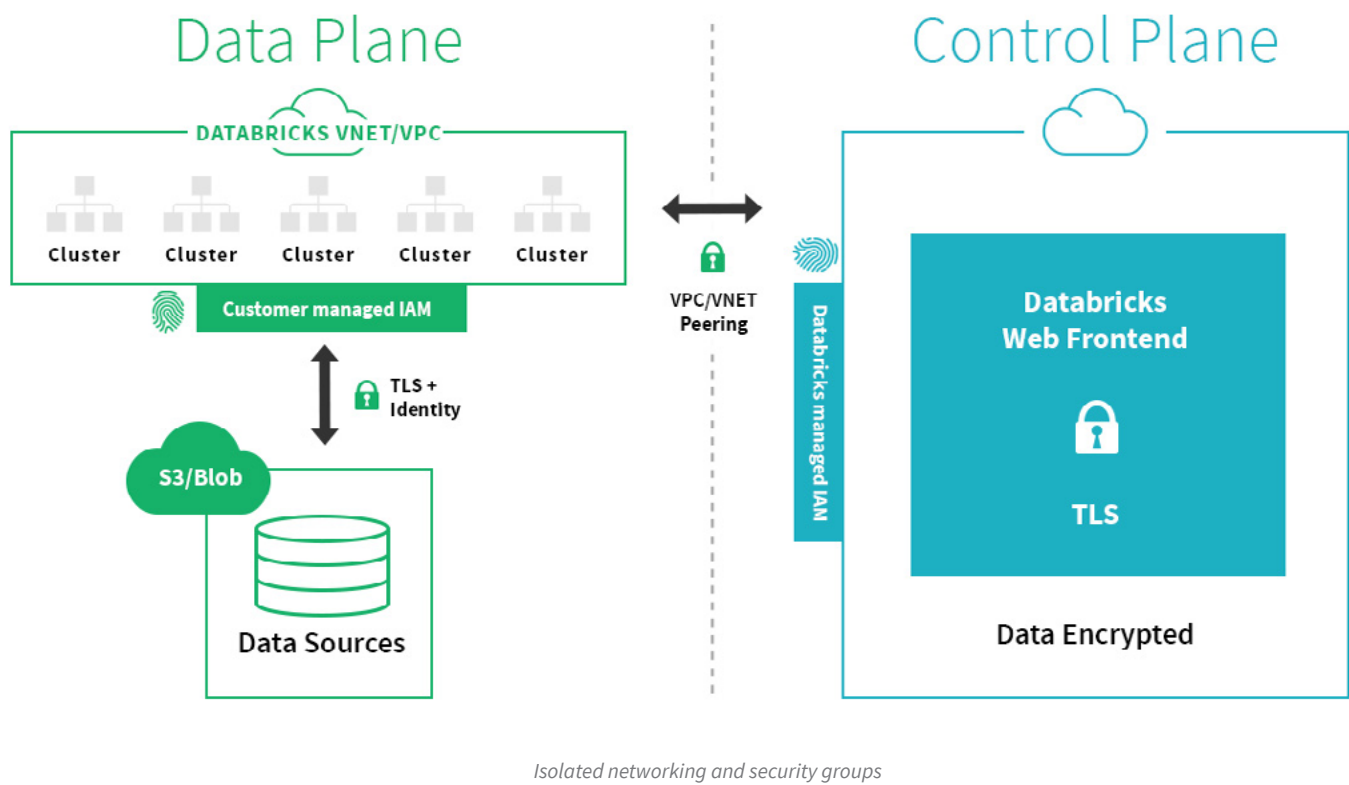 Data Plane
DATABRICKS VNET/VPC
Cluster
Cluster
Cluster
Cluster
Cluster
Customer managed IAM
TLS +
Identity
S3/Blob
Data Sources
VPC/VNET
Peering
Control Plane
Databricks managed IAM
Databricks
Web Frontend
TLS
Data Encrypted
Isolated networking and security groups